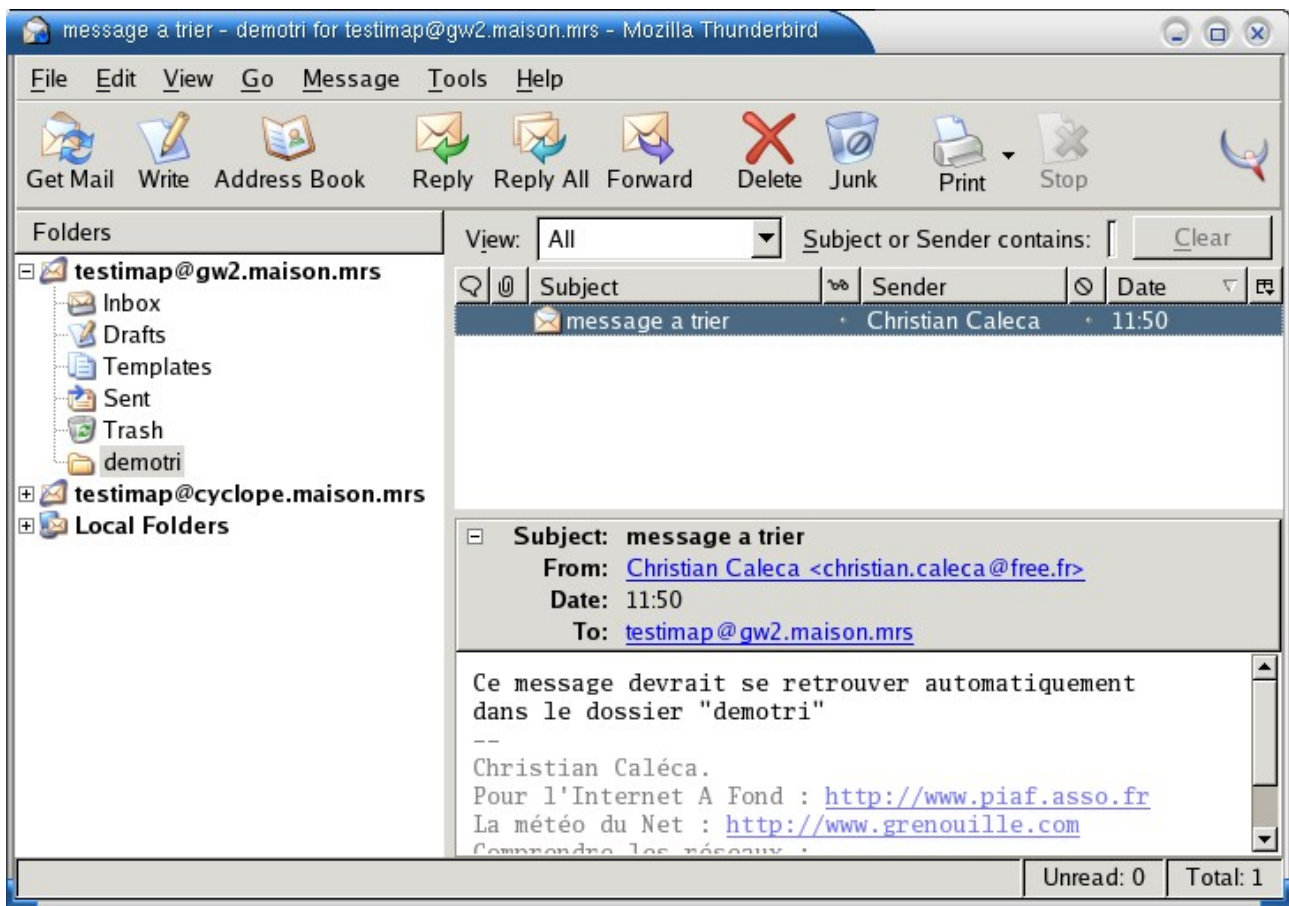 message a trier - demotri for testimap@gw2.maison.mrs - Mozilla Thunderbird
File Edit View Go Message Tools Help
Get Mail Write Address Book Reply Reply All Forward Delete Junk Print Stop
Folders
testimap@gw2.maison.mrs
Inbox
Drafts
Templates
Sent
Trash
demotri
testimap@cyclope.maison.mrs
Local Folders
View: All Subject or Sender contains: Clear
Subject Sender Date
message a trier Christian Caleca 11:50
Subject: message a trier
From: Christian Caleca <christian.caleca@free.fr>
Date: 11:50
To: testimap@gw2.maison.mrs
Ce message devrait se retrouver automatiquement
dans le dossier "demotri"
--
Christian Caléca.
Pour l'Internet A Fond : http://www.piaf.asso.fr
La météo du Net : http://www.grenouille.com
Comprendre les réseaux :
Unread: 0 Total: 1